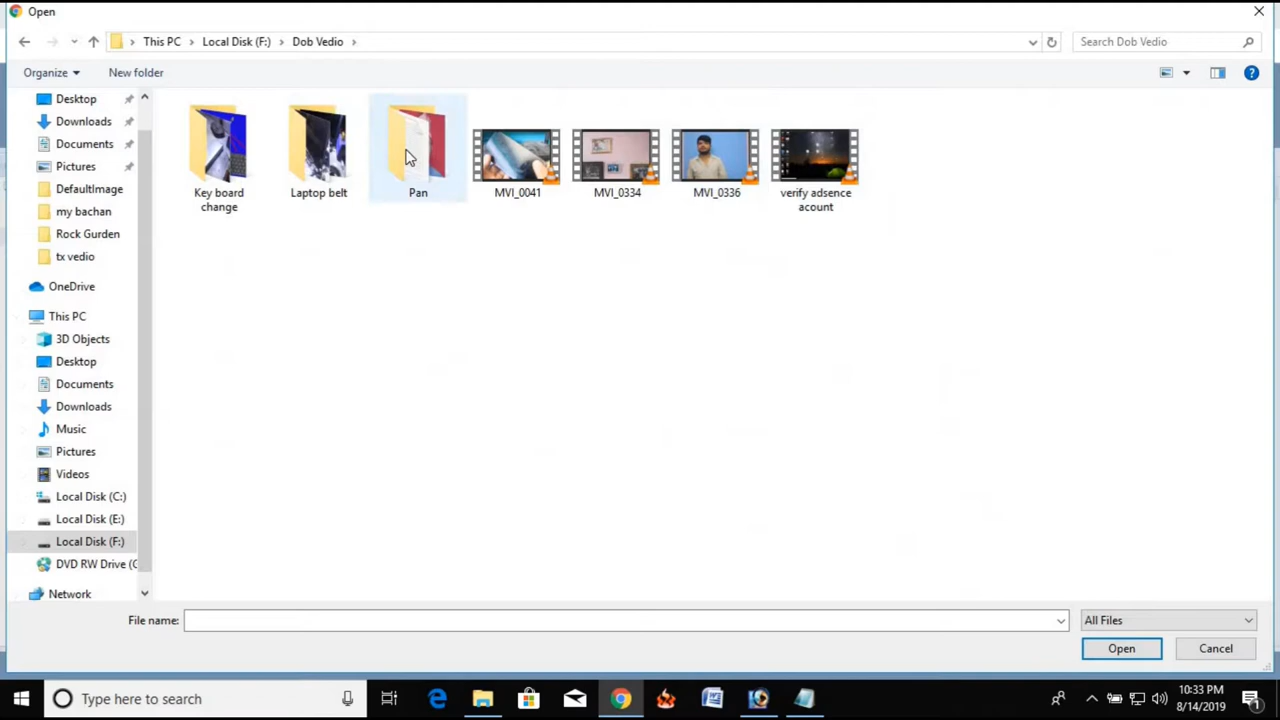 Open
This PC
Local Disk (F:)
Dob Vedio
Search Dob Vedio
Organize
New folder
Desktop
Downloads
Documents
Pictures
DefaultImage
my bachan
Rock Gurden
tx vedio
OneDrive
This PC
3D Objects
Desktop
Documents
Downloads
Music
Pictures
Videos
Local Disk (C:)
Local Disk (E:)
Local Disk (F:)
DVD RW Drive (
Network
Key board
change
Laptop belt
Pan
MVI_0041
MVI_0334
MVI_0336
verify adsence
acount
File name:
All Files
Open
Cancel
Type here to search
10:33 PM
8/14/2019
1